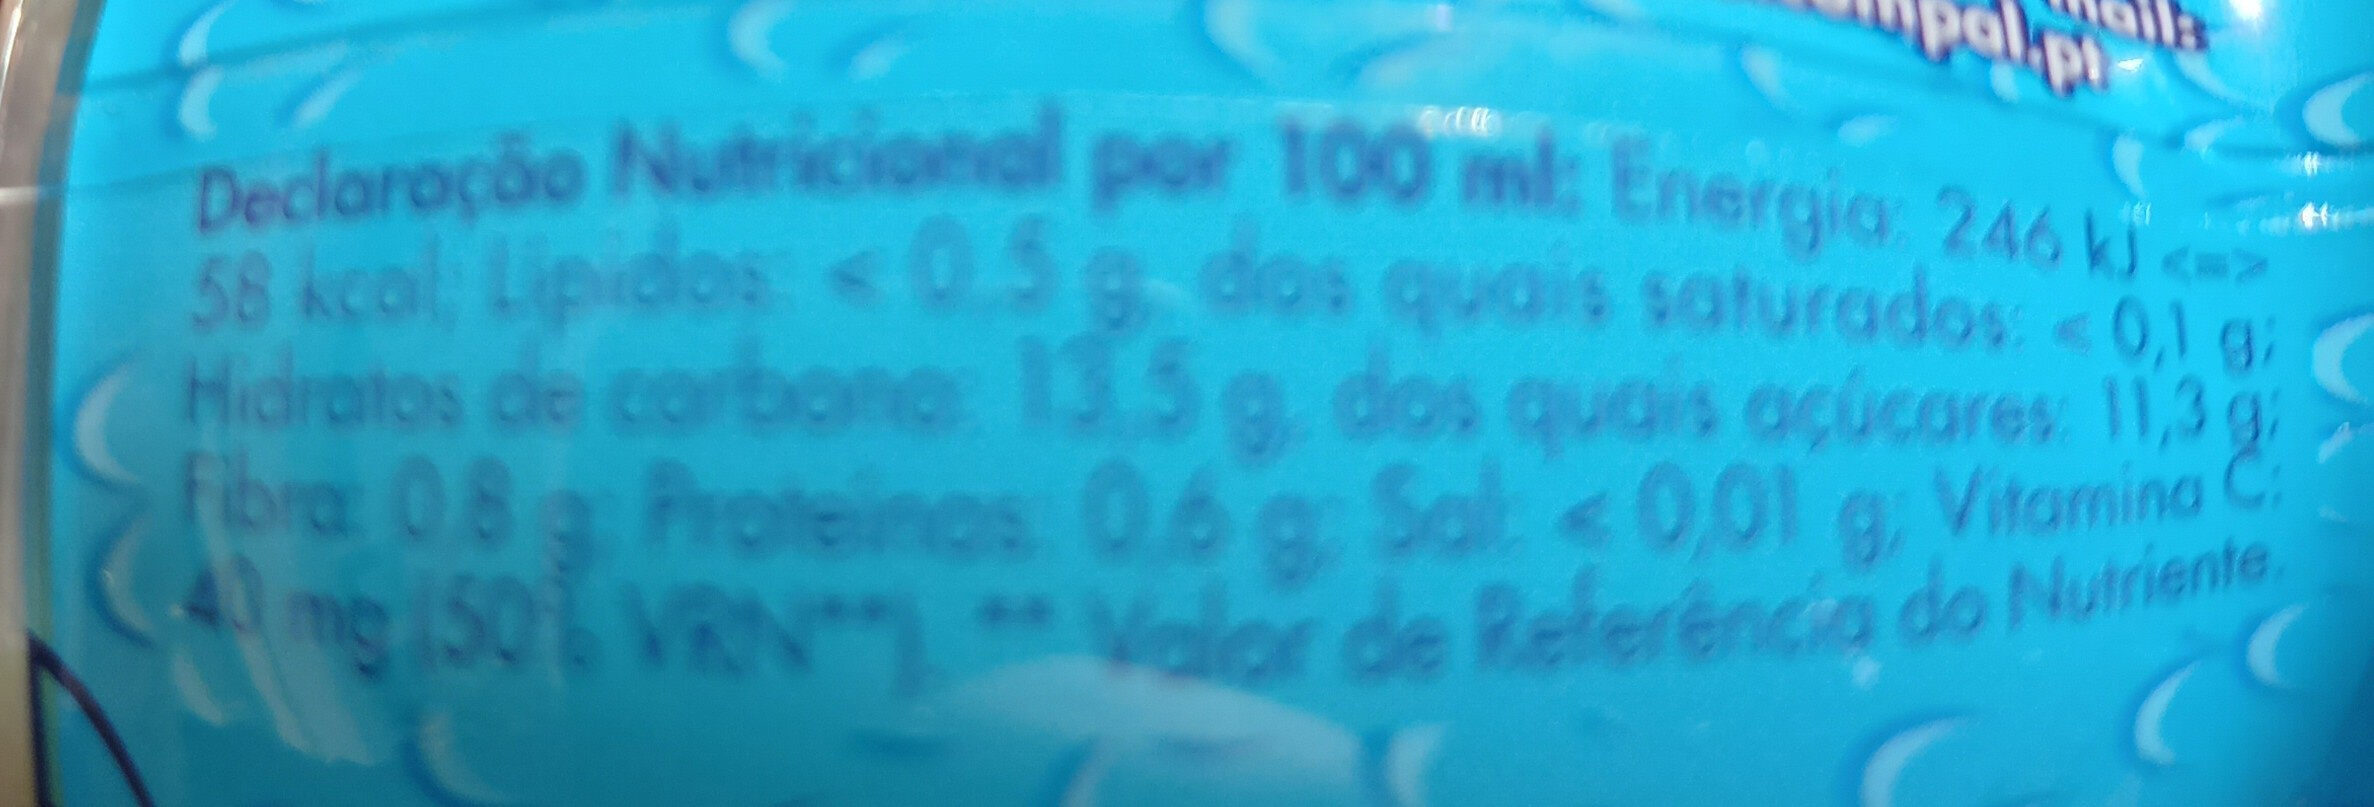 mails
mpal.pt
Declaração Nutricional por 100 ml: Energia: 246 kJ <=>
58 kcal; Lípidos: < 0,5 g, dos quais saturados: < 0,1 g;
Hidratos de carbono: 13,5 g, dos quais açúcares: 11,3 g;
Fibra: 0,8 g; Proteínas: 0,6 g; Sal: < 0,01 g; Vitamina C:
40 mg (50% VRN**). ** Valor de Referência do Nutriente.